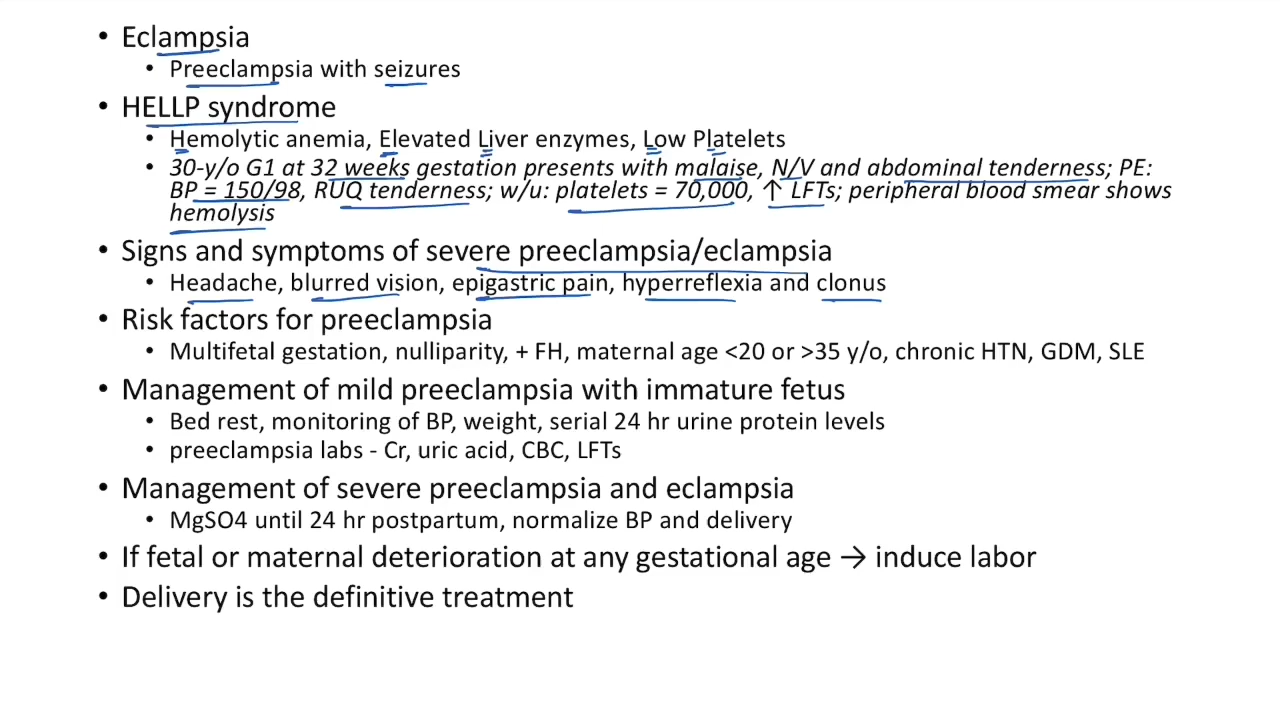 • Eclampsia
• Preeclampsia with seizures
• HELLP syndrome
• Hemolytic anemia, Elevated Liver enzymes, Low Platelets
• 30-y/o G1 at 32 weeks gestation presents with malaise, N/V and abdominal tenderness; PE:
BP = 150/98, RUQ tenderness; w/u: platelets = 70,000, ↑ LFTs; peripheral blood smear shows
hemolysis
• Signs and symptoms of severe preeclampsia/eclampsia
• Headache, blurred vision, epigastric pain, hyperreflexia and clonus
• Risk factors for preeclampsia
• Multifetal gestation, nulliparity, + FH, maternal age <20 or >35 y/o, chronic HTN, GDM, SLE
• Management of mild preeclampsia with immature fetus
• Bed rest, monitoring of BP, weight, serial 24 hr urine protein levels
• preeclampsia labs - Cr, uric acid, CBC, LFTs
• Management of severe preeclampsia and eclampsia
• MgSO4 until 24 hr postpartum, normalize BP and delivery
• If fetal or maternal deterioration at any gestational age → induce labor
• Delivery is the definitive treatment